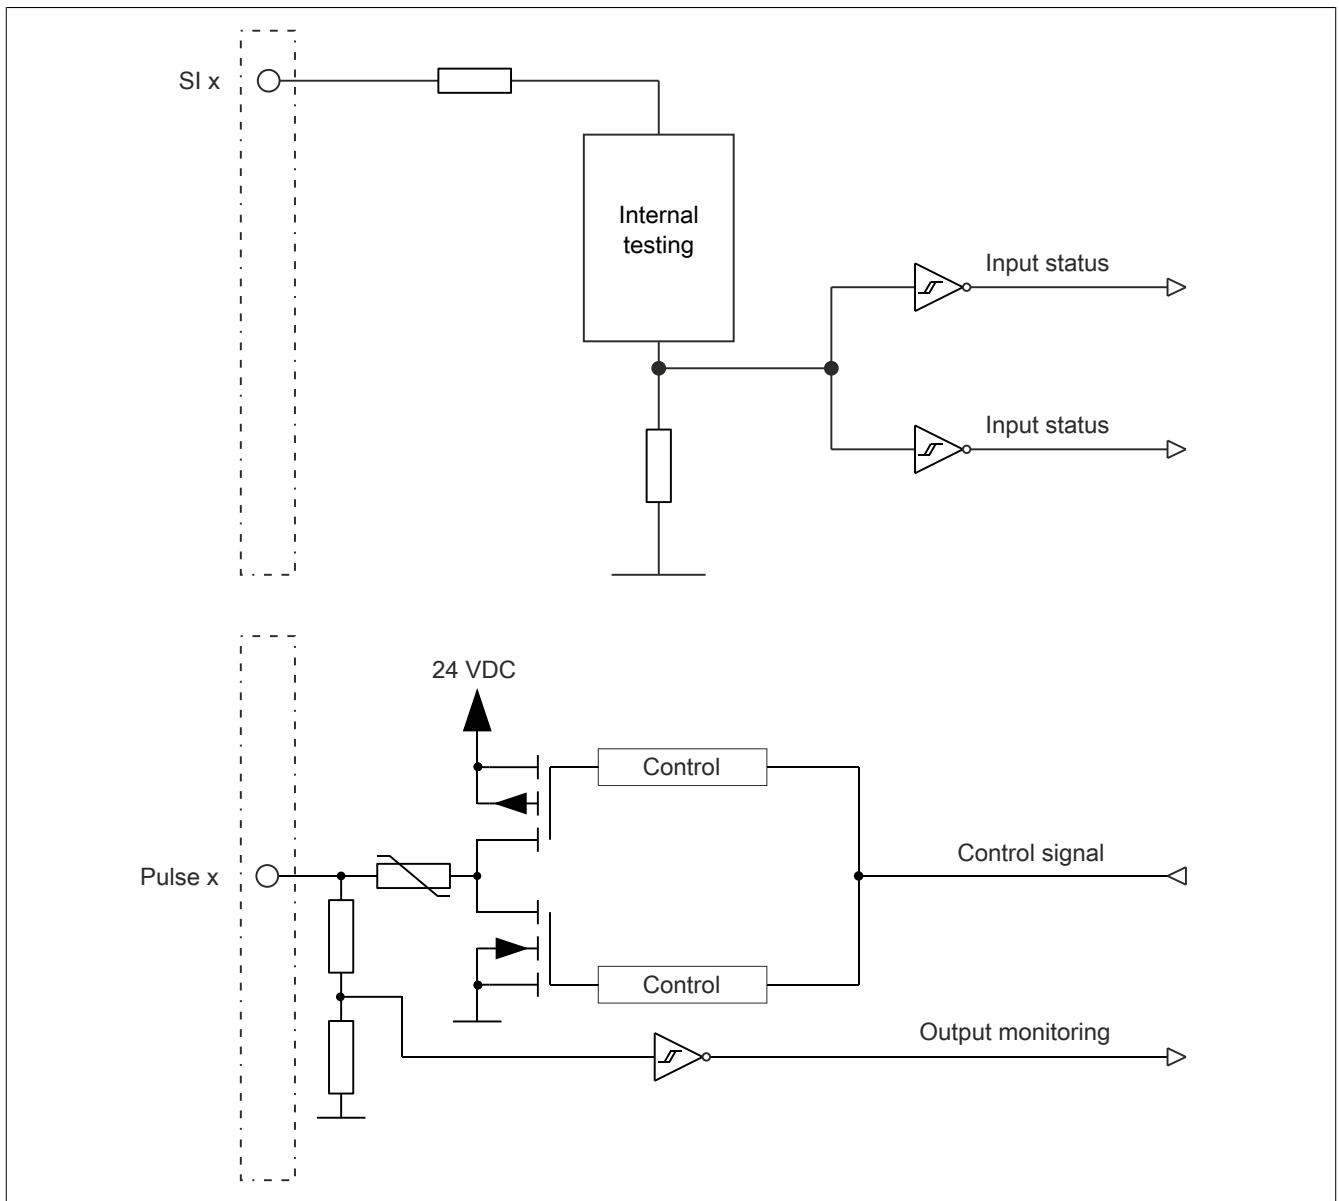 SI x
Internal
testing
Input status
Input status
24 VDC
Control
Control signal
Pulse x
Control
Output monitoring